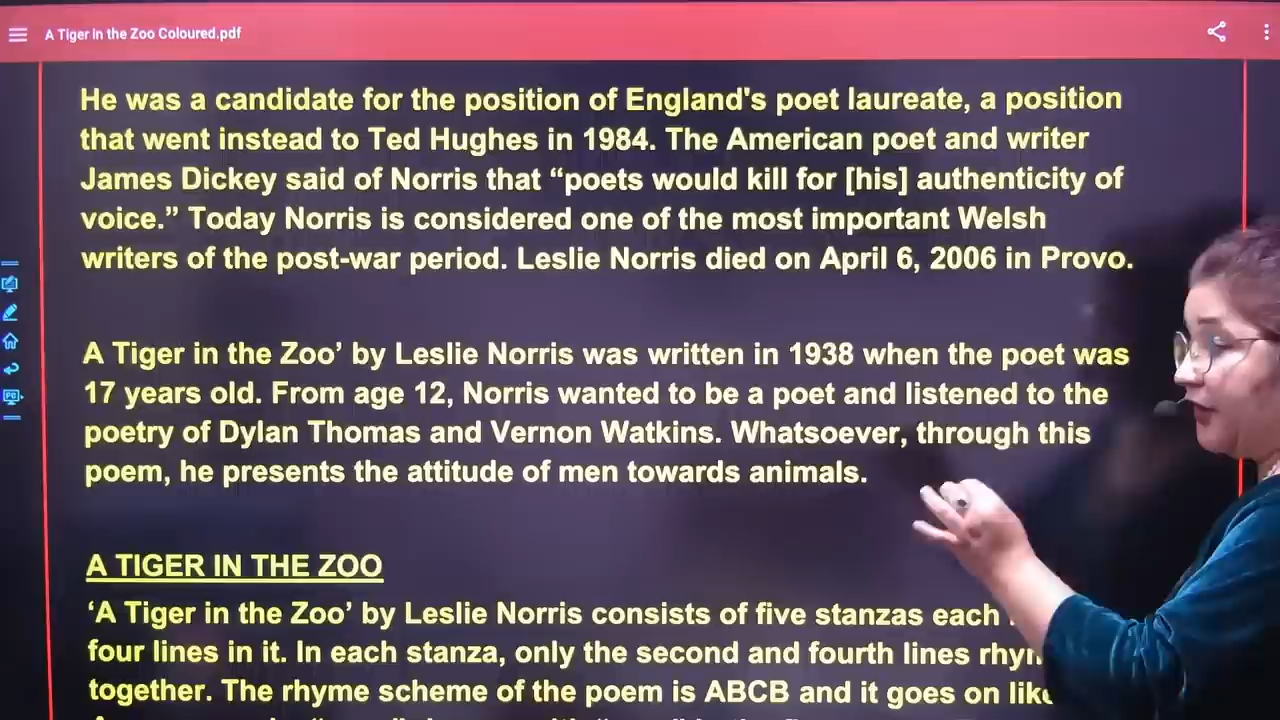 A Tiger In the Zoo Coloured.pdf
He was a candidate for the position of England's poet laureate, a position
that went instead to Ted Hughes in 1984. The American poet and writer
James Dickey said of Norris that “poets would kill for [his] authenticity of
voice.” Today Norris is considered one of the most important Welsh
writers of the post-war period. Leslie Norris died on April 6, 2006 in Provo.
A Tiger in the Zoo’ by Leslie Norris was written in 1938 when the poet was
17 years old. From age 12, Norris wanted to be a poet and listened to the
poetry of Dylan Thomas and Vernon Watkins. Whatsoever, through this
poem, he presents the attitude of men towards animals.
A TIGER IN THE ZOO
‘A Tiger in the Zoo’ by Leslie Norris consists of five stanzas each
four lines in it. In each stanza, only the second and fourth lines
together. The rhyme scheme of the poem is ABCB and it goes on like